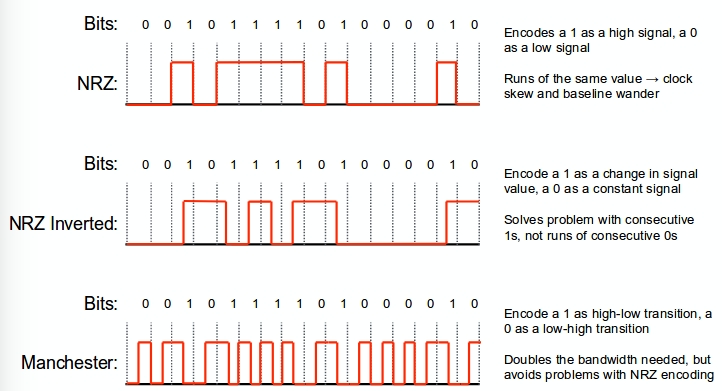 Bits: 0 0 1 0 1 1 1 1 0 1 0 0 0 0 1 0
Encodes a 1 as a high signal, a 0
as a low signal
NRZ:
Runs of the same value → clock
skew and baseline wander
Bits: 0 0 1 0 1 1 1 1 0 1 0 0 0 0 1 0
Encode a 1 as a change in signal
value, a 0 as a constant signal
NRZ Inverted:
Solves problem with consecutive
1s, not runs of consecutive 0s
Bits: 0 0 1 0 1 1 1 1 0 1 0 0 0 0 1 0
Encode a 1 as high-low transition, a
0 as a low-high transition
Manchester:
Doubles the bandwidth needed, but
avoids problems with NRZ encoding